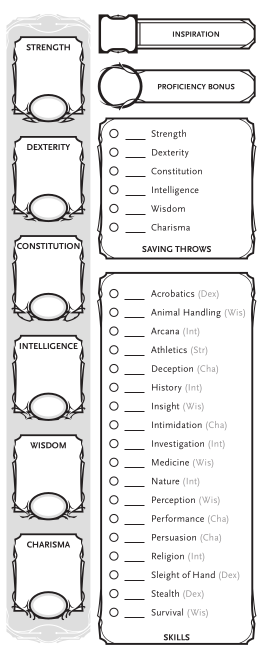 STRENGTH
DEXTERITY
CONSTITUTION
INTELLIGENCE
WISDOM
CHARISMA
INSPIRATION
PROFICIENCY BONUS
Strength
Dexterity
Constitution
Intelligence
Wisdom
Charisma
SAVING THROWS
Acrobatics (Dex)
Animal Handling (Wis)
Arcana (Int)
Athletics (Str)
Deception (Cha)
History (Int)
Insight (Wis)
Intimidation (Cha)
Investigation (Int)
Medicine (Wis)
Nature (Int)
Perception (Wis)
Performance (Cha)
Persuasion (Cha)
Religion (Int)
Sleight of Hand (Dex)
Stealth (Dex)
Survival (Wis)
SKILLS